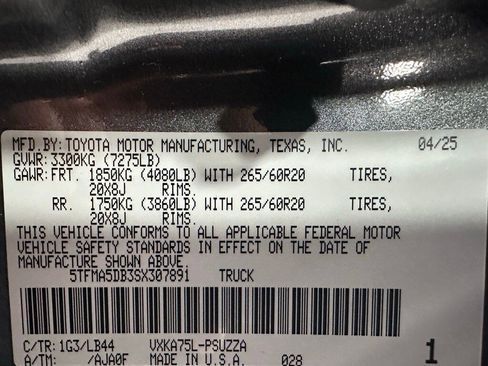 MFD.BY: TOYOTA MOTOR MANUFACTURING, TEXAS, INC. 04/25
GVWR: 3300KG (7275LB)
GAWR: FRT. 1850KG (4080LB) WITH 265/60R20 TIRES,
20X8J RIMS.
RR. 1750KG (3860LB) WITH 265/60R20 TIRES,
20X8J RIMS.
THIS VEHICLE CONFORMS TO ALL APPLICABLE FEDERAL MOTOR
VEHICLE SAFETY STANDARDS IN EFFECT ON THE DATE OF
MANUFACTURE SHOWN ABOVE.
5TFMA5DB3SX307891 TRUCK
C/TR: 1G3/LB44 VXKA75L-PSUZZA
A/TM: /AJA0F MADE IN U.S.A. 028 1